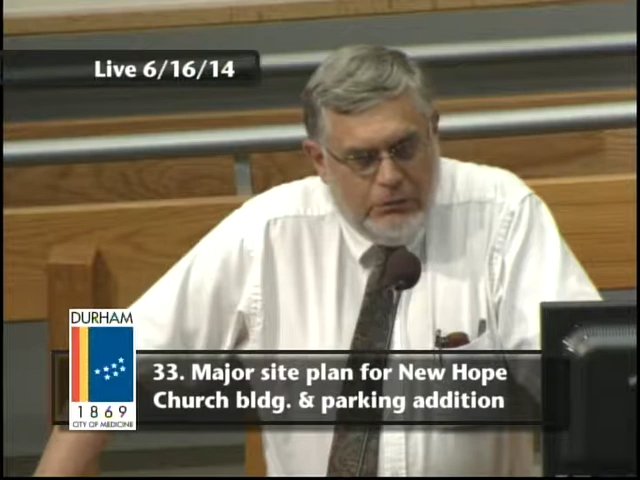 Live 6/16/14
DURHAM
1869
CITY OF MEDICINE
33. Major site plan for New Hope
Church bldg. & parking addition